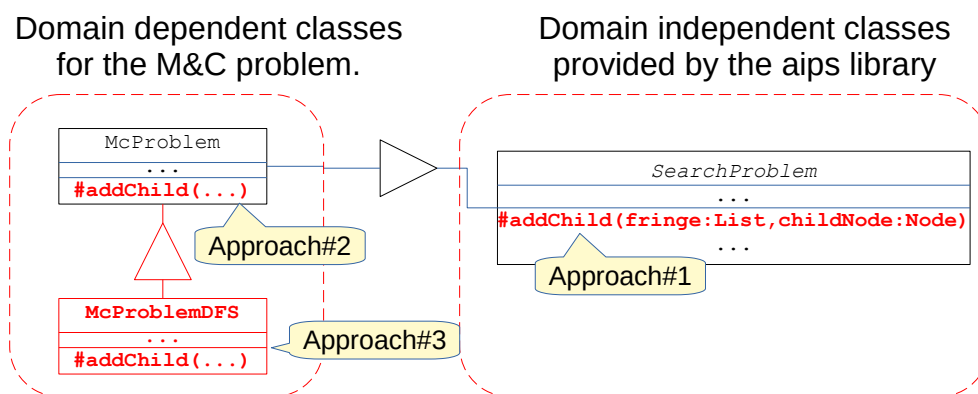 Domain dependent classes
for the M&C problem.
Domain independent classes
provided by the aips library
McProblem
...
#addChild(...)
Approach#2
McProblemDFS
...
#addChild(...)
Approach#3
SearchProblem
...
#addChild(fringe:List,childNode:Node)
...
Approach#1